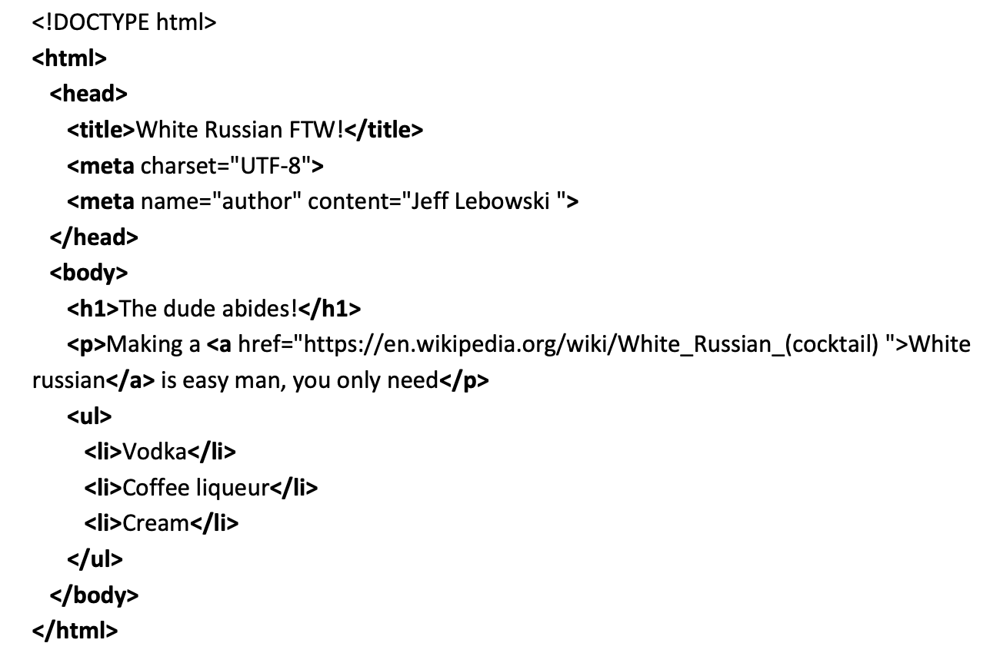 <!DOCTYPE html>
<html>
<head>
<title>White Russian FTW!</title>
<meta charset="UTF-8">
<meta name="author" content="Jeff Lebowski ">
</head>
<body>
<h1>The dude abides!</h1>
<p>Making a <a href="https://en.wikipedia.org/wiki/White_Russian_(cocktail) ">White
russian</a> is easy man, you only need</p>
<ul>
<li>Vodka</li>
<li>Coffee liqueur</li>
<li>Cream</li>
</ul>
</body>
</html>